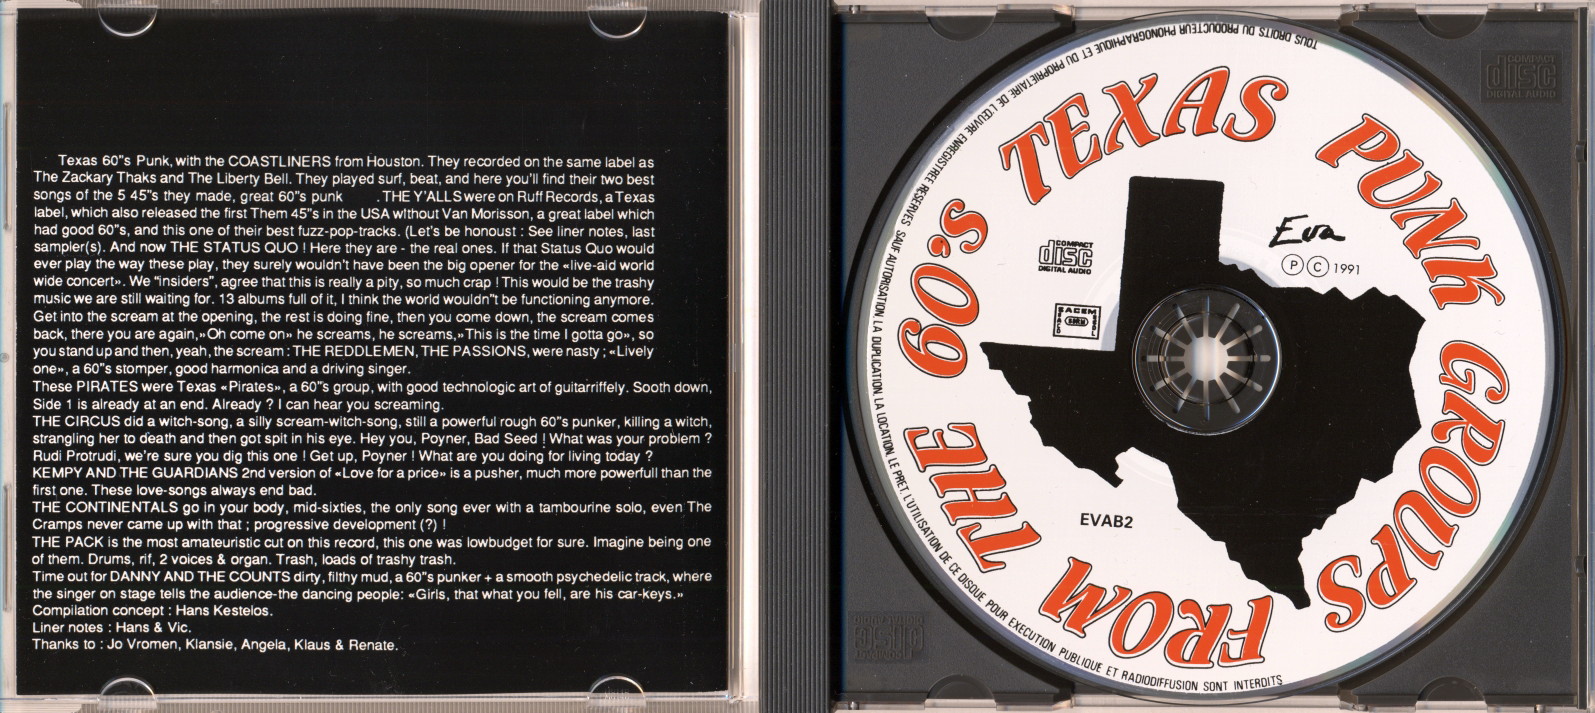 Texas 60"s Punk, with the COASTLINERS from Houston. They recorded on the same label as
The Zackary Thaks and The Liberty Bell. They played surf, beat, and here you'll find their two best
songs of the 5 45"s they made, great 60"s punk . THE Y'ALLS were on Ruff Records, a Texas
label, which also released the first Them 45"s in the USA without Van Morisson, a great label which
had good 60"s, and this one of their best fuzz-pop-tracks. (Let's be honoust : See liner notes, last
sampler(s). And now THE STATUS QUO ! Here they are - the real ones. If that Status Quo would
ever play the way these play, they surely wouldn't have been the big opener for the «live-aid world
wide concert». We "insiders", agree that this is really a pity, so much crap ! This would be the trashy
music we are still waiting for. 13 albums full of it, I think the world wouldn"t be functioning anymore.
Get into the scream at the opening, the rest is doing fine, then you come down, the scream comes
back, there you are again,»Oh come on» he screams, he screams,»This is the time I gotta go», so
you stand up and then, yeah, the scream : THE REDDLEMEN, THE PASSIONS, were nasty ; «Lively
one», a 60"s stomper, good harmonica and a driving singer.
These PIRATES were Texas «Pirates», a 60"s group, with good technologic art of guitarriffely. Sooth down,
Side 1 is already at an end. Already ? I can hear you screaming.
THE CIRCUS did a witch-song, a silly scream-witch-song, still a powerful rough 60"s punker, killing a witch,
strangling her to death and then got spit in his eye. Hey you, Poyner, Bad Seed ! What was your problem ?
Rudi Protrudi, we're sure you dig this one ! Get up, Poyner ! What are you doing for living today ?
KEMPY AND THE GUARDIANS 2nd version of «Love for a price» is a pusher, much more powerfull than the
first one. These love-songs always end bad.
THE CONTINENTALS go in your body, mid-sixties, the only song ever with a tambourine solo, even The
Cramps never came up with that ; progressive development (?) !
THE PACK is the most amateuristic cut on this record, this one was lowbudget for sure. Imagine being one
of them. Drums, rif, 2 voices & organ. Trash, loads of trashy trash.
Time out for DANNY AND THE COUNTS dirty, filthy mud, a 60"s punker + a smooth psychedelic track, where
the singer on stage tells the audience-the dancing people: «Girls, that what you fell, are his car-keys.»
Compilation concept : Hans Kestelos.
Liner notes : Hans & Vic.
Thanks to : Jo Vromen, Klansie, Angela, Klaus & Renate.
TEXAS PUNK GROUPS FROM THE 60's
Eva
P C 1991
COMPACT
disc
DIGITAL AUDIO
SACEM
SDRM
SACD
SGDL
EVAB2
TOUS DROITS DU PRODUCTEUR PHONOGRAPHIQUE ET DU PROPRIETAIRE DE L'ŒUVRE ENREGISTREE RESERVES. SAUF AUTORISATION, LA DUPLICATION, LA LOCATION, LE PRET, L'UTILISATION DE CE DISQUE POUR EXECUTION PUBLIQUE ET RADIODIFFUSION SONT INTERDITS
COMPACT
disc
DIGITAL AUDIO
COMPACT
disc
DIGITAL AUDIO